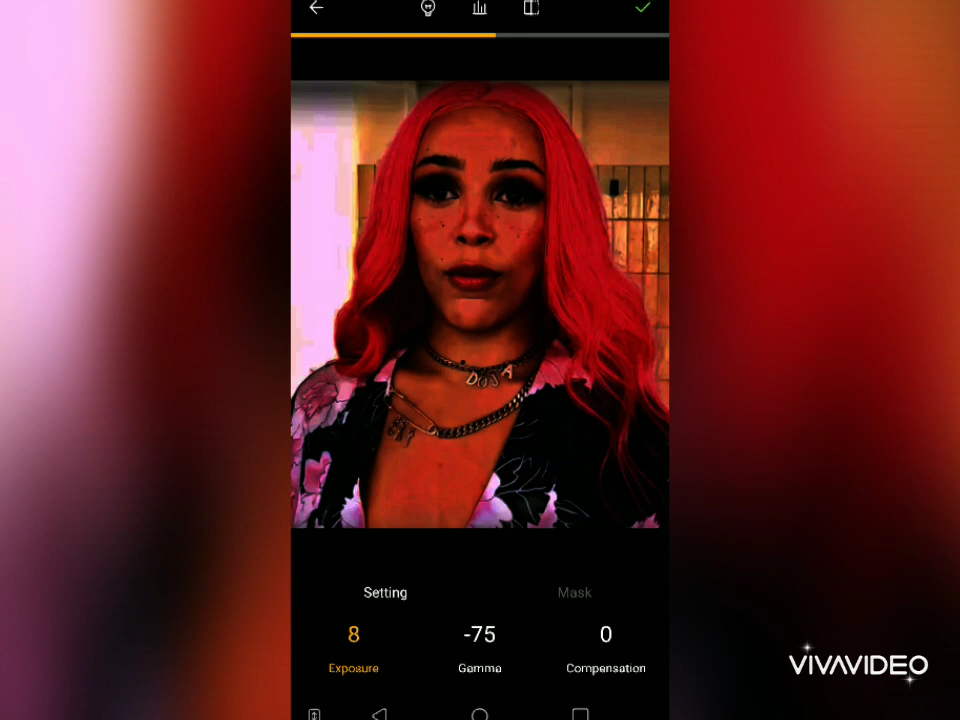 DOJA
Setting
Mask
8
-75
0
Exposure
Gamma
Compensation
VIVAVIDEO